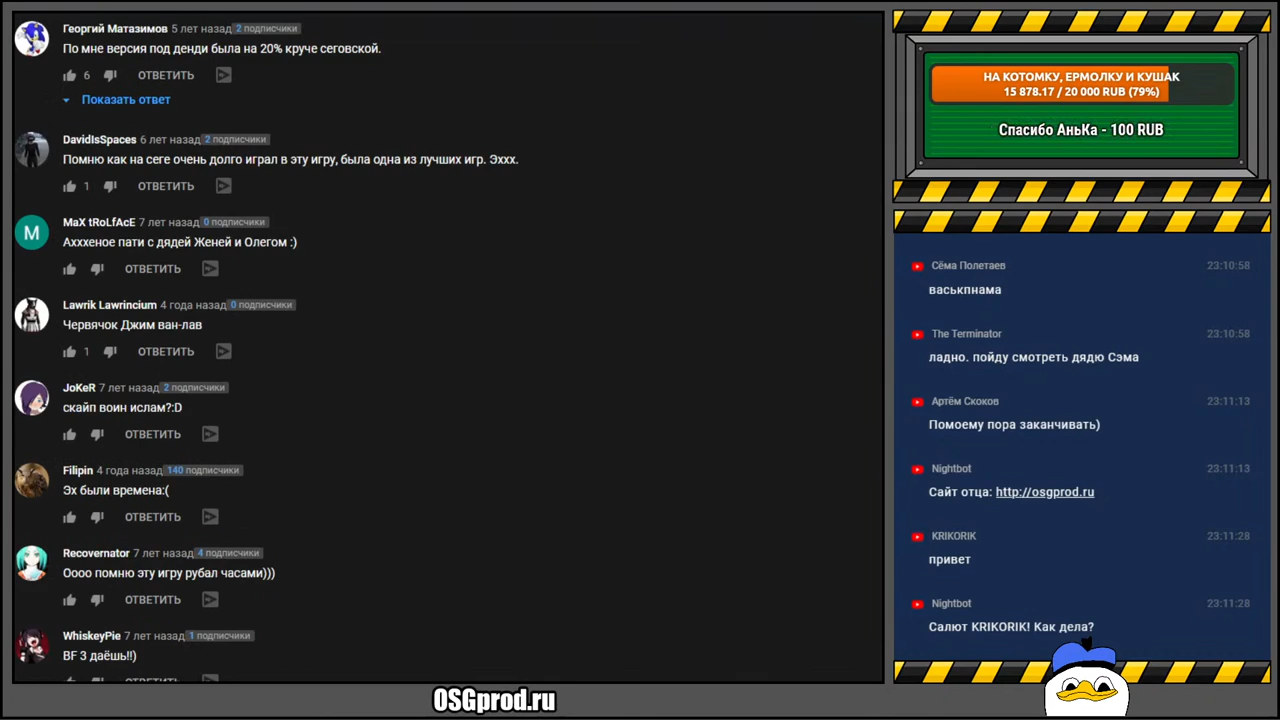 Георгий Матазимов 5 лет назад 2 подписчики
По мне версия под денди была на 20% круче сеговской.
6 ОТВЕТИТЬ
Показать ответ
DavidIsSpaces 6 лет назад 2 подписчики
Помню как на сеге очень долго играл в эту игру, была одна из лучших игр. Эххх.
1 ОТВЕТИТЬ
MaX tRoLfAcE 7 лет назад 0 подписчики
M
Аxxхеное пати с дядей Женей и Олегом :)
ОТВЕТИТЬ
Lawrik Lawrincium 4 года назад 0 подписчики
Червячок Джим ван-лав
1 ОТВЕТИТЬ
JoKeR 7 лет назад 2 подписчики
скайп воин ислам?:D
ОТВЕТИТЬ
Filipin 4 года назад 140 подписчики
Эх были времена:(
ОТВЕТИТЬ
Recovernator 7 лет назад 4 подписчики
Оооо помню эту игру рубал часами)))
ОТВЕТИТЬ
WhiskeyPie 7 лет назад 1 подписчики
BF 3 даёшь!!)
ОТВЕТИТЬ
НА КОТОМКУ, ЕРМОЛКУ И КУШАК
15 878.17 / 20 000 RUB (79%)
Спасибо АньКа - 100 RUB
Сёма Полетаев 23:10:58
васькпнама
The Terminator 23:10:58
ладно. пойду смотреть дядю Сэма
Артём Скоков 23:11:13
Помоему пора заканчивать)
Nightbot 23:11:13
Сайт отца: http://osgprod.ru
KRIKORIK 23:11:28
привет
Nightbot 23:11:28
Салют KRIKORIK! Как дела?
OSGprod.ru